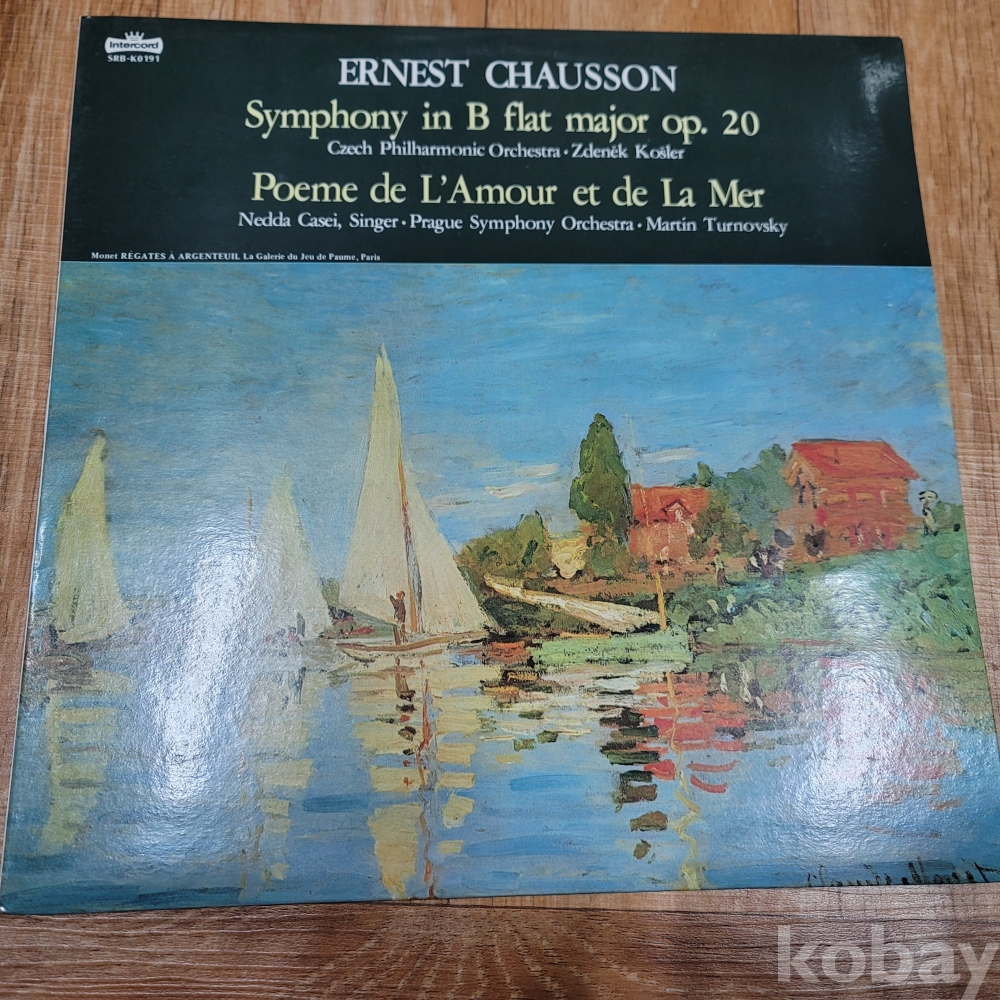 Intercord
SRB-K0191
ERNEST CHAUSSON
Symphony in B flat major op. 20
Czech Philharmonic Orchestra · Zdeněk Košler
Poeme de L'Amour et de La Mer
Nedda Casei, Singer · Prague Symphony Orchestra · Martin Turnovsky
Monet RÉGATES À ARGENTEUIL La Galerie du Jeu de Paume, Paris
Claude Monet
kobay